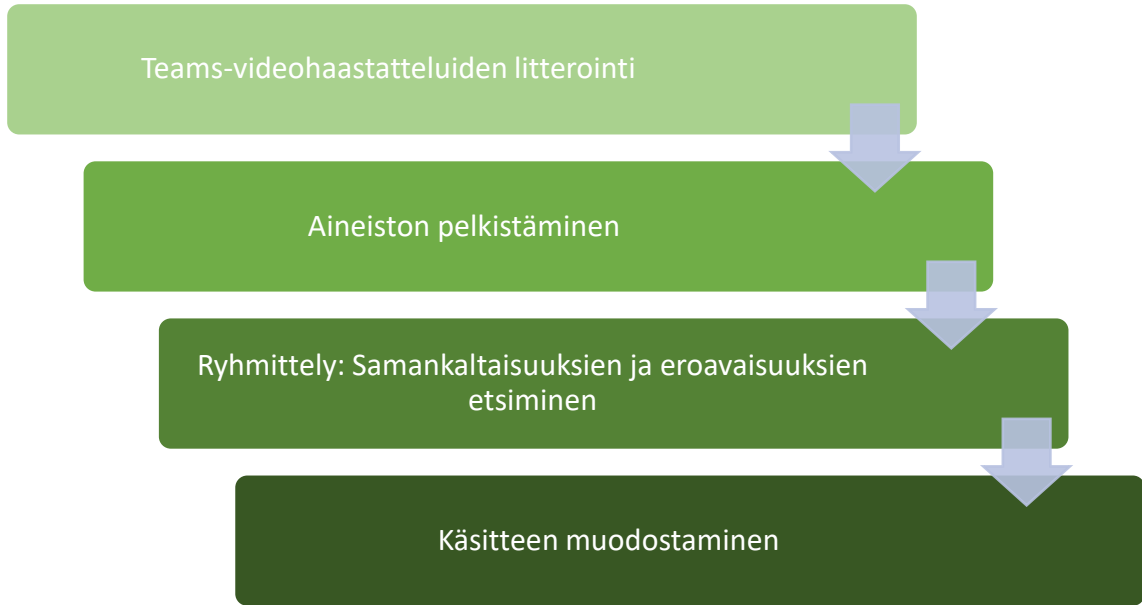 Teams-videohaastatteluiden litterointi
Aineiston pelkistäminen
Ryhmittely: Samankaltaisuuksien ja eroavaisuuksien
etsiminen
Käsitteen muodostaminen